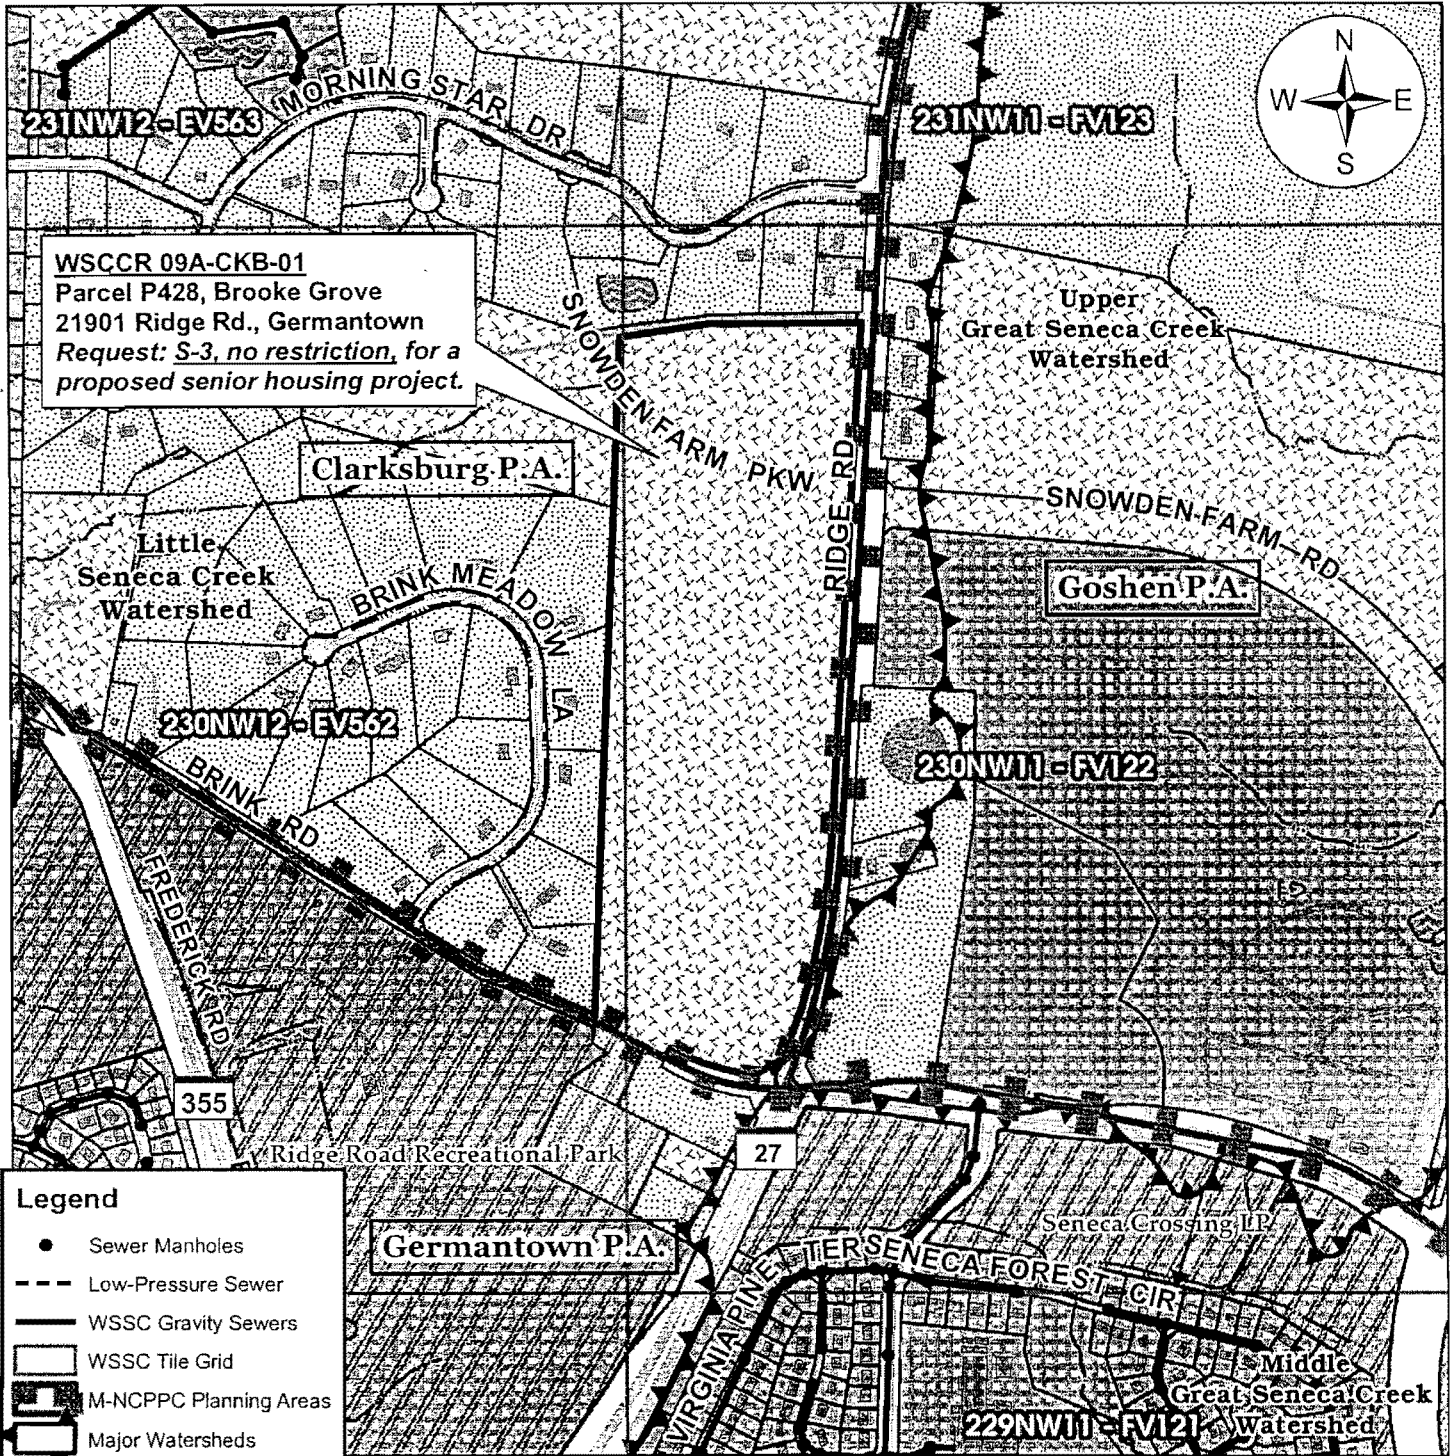 N
W E
S
MORNING STAR DR
231NW12 - EV563
231NW11 - FV123
WSCCR 09A-CKB-01
Parcel P428, Brooke Grove
21901 Ridge Rd., Germantown
Request: S-3, no restriction, for a
proposed senior housing project.
Upper
Great Seneca Creek
Watershed
SNOWDEN FARM PKW
Clarksburg P.A.
RIDGE RD
SNOWDEN-FARM-RD
Little
Seneca Creek
Watershed
BRINK MEADOW LA
Goshen P.A.
230NW12 - EV562
230NW11 - FV122
BRINK RD
FREDERICK RD
355
Ridge Road Recreational Park
27
Germantown P.A.
Seneca Crossing LP
VIRGINIA PINE TER
SENECA FOREST CIR
Middle
Great Seneca Creek
Watershed
229NW11 - FV121
Legend
Sewer Manholes
Low-Pressure Sewer
WSSC Gravity Sewers
WSSC Tile Grid
M-NCPPC Planning Areas
Major Watersheds